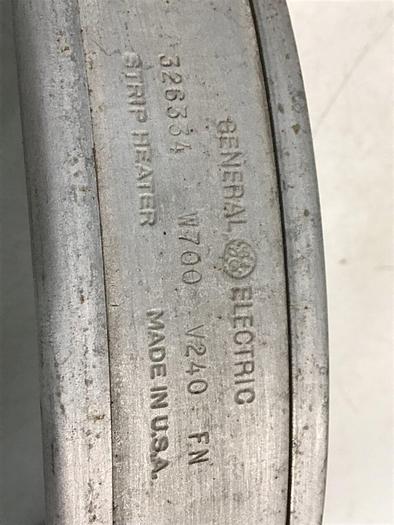 GENERAL ELECTRIC
326334 W700 V240 FN
STRIP HEATER MADE IN U.S.A.